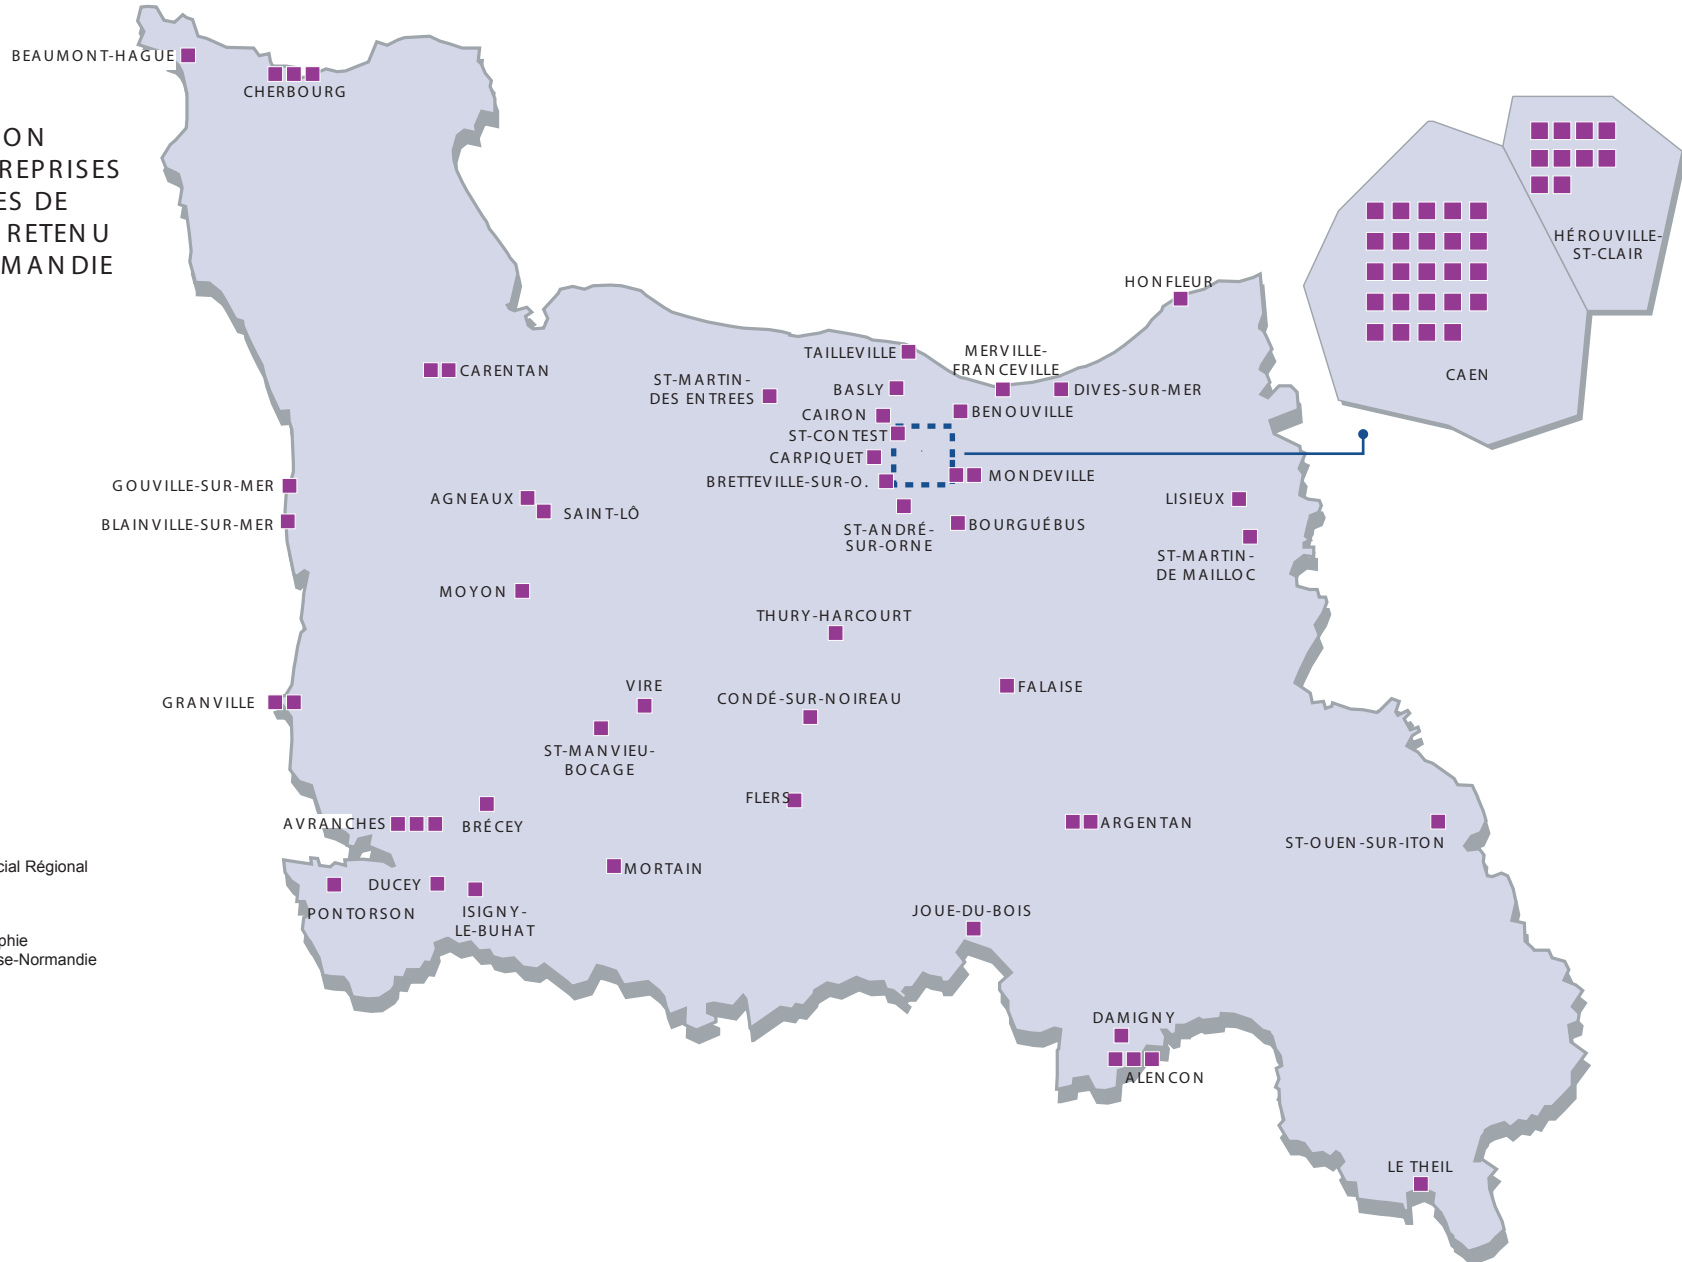 BEAUMONT-HAGUE
CHERBOURG
ON
REPRISES
ES DE
RETENU
MANDIE
HÉROUVILLE-
ST-CLAIR
CAEN
HONFLEUR
TAILLEVILLE
MERVILLE-
FRANCEVILLE
CARENTAN
ST-MARTIN-
DES ENTREES
BASLY
DIVES-SUR-MER
CAIRON
BENOUVILLE
ST-CONTEST
CARPIQUET
BRETTEVILLE-SUR-O.
MONDEVILLE
GOUVILLE-SUR-MER
AGNEAUX
SAINT-LÔ
LISIEUX
BLAINVILLE-SUR-MER
ST-ANDRÉ-
SUR-ORNE
BOURGUÉBUS
ST-MARTIN-
DE MAILLOC
MOYON
THURY-HARCOURT
VIRE
FALAISE
GRANVILLE
CONDÉ-SUR-NOIREAU
ST-MANVIEU-
BOCAGE
FLERS
AVRANCHES
BRÉCEY
ARGENTAN
ST-OUEN-SUR-ITON
cial Régional
MORTAIN
DUCEY
PONTORSON
ISIGNY-
LE-BUHAT
JOUE-DU-BOIS
phie
se-Normandie
DAMIGNY
ALENCON
LE THEIL